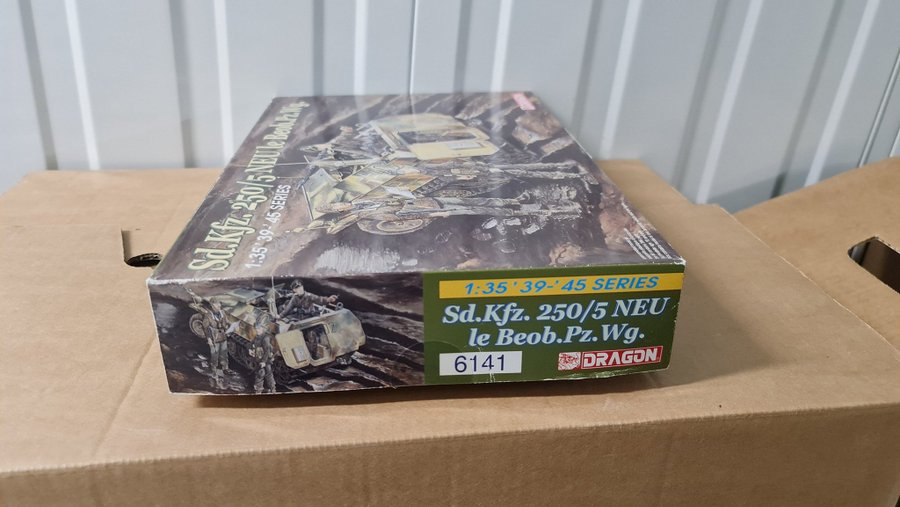 Sd.Kfz. 250/5 NEU le Beob.Pz.Wg.
1:35 '39-'45 SERIES
1:35 '39-'45 SERIES
Sd.Kfz. 250/5 NEU
le Beob.Pz.Wg.
6141
DRAGON